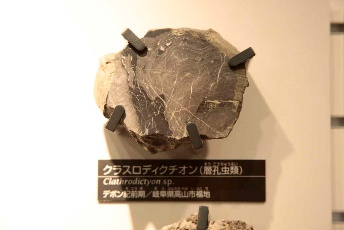 クラスロディクチオン（層孔虫類）
Clathrodictyon sp.
デボン紀前期／岐阜県高山市福地